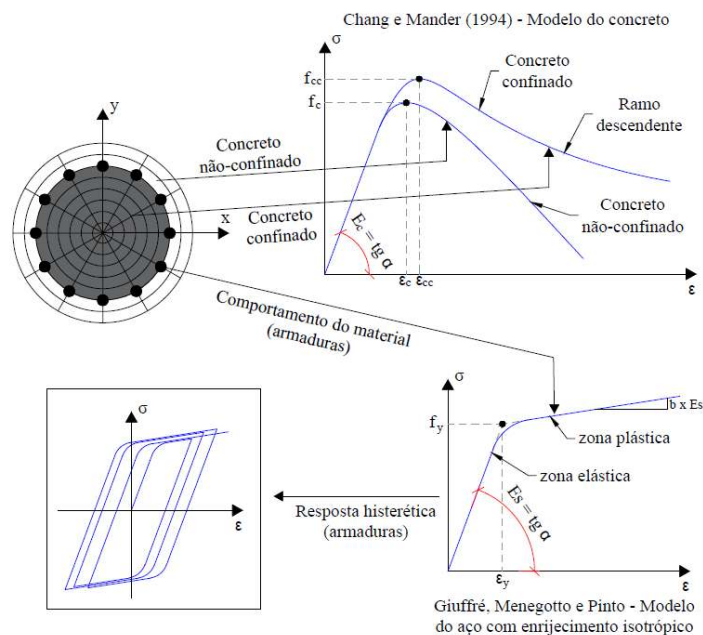 Chang e Mander (1994) - Modelo do concreto
σ
f_cc
f_c
Concreto
confinado
Ramo
descendente
y
Concreto
não-confinado
x
Concreto
confinado
Concreto
não-confinado
E_c = tg α
ε_c ε_cc
ε
Comportamento do material
(armaduras)
σ
ε
Resposta histerética
(armaduras)
σ
b x Es
f_y
zona plástica
zona elástica
Es = tg α
ε_y
ε
Giuffré, Menegotto e Pinto - Modelo
do aço com enrijecimento isotrópico